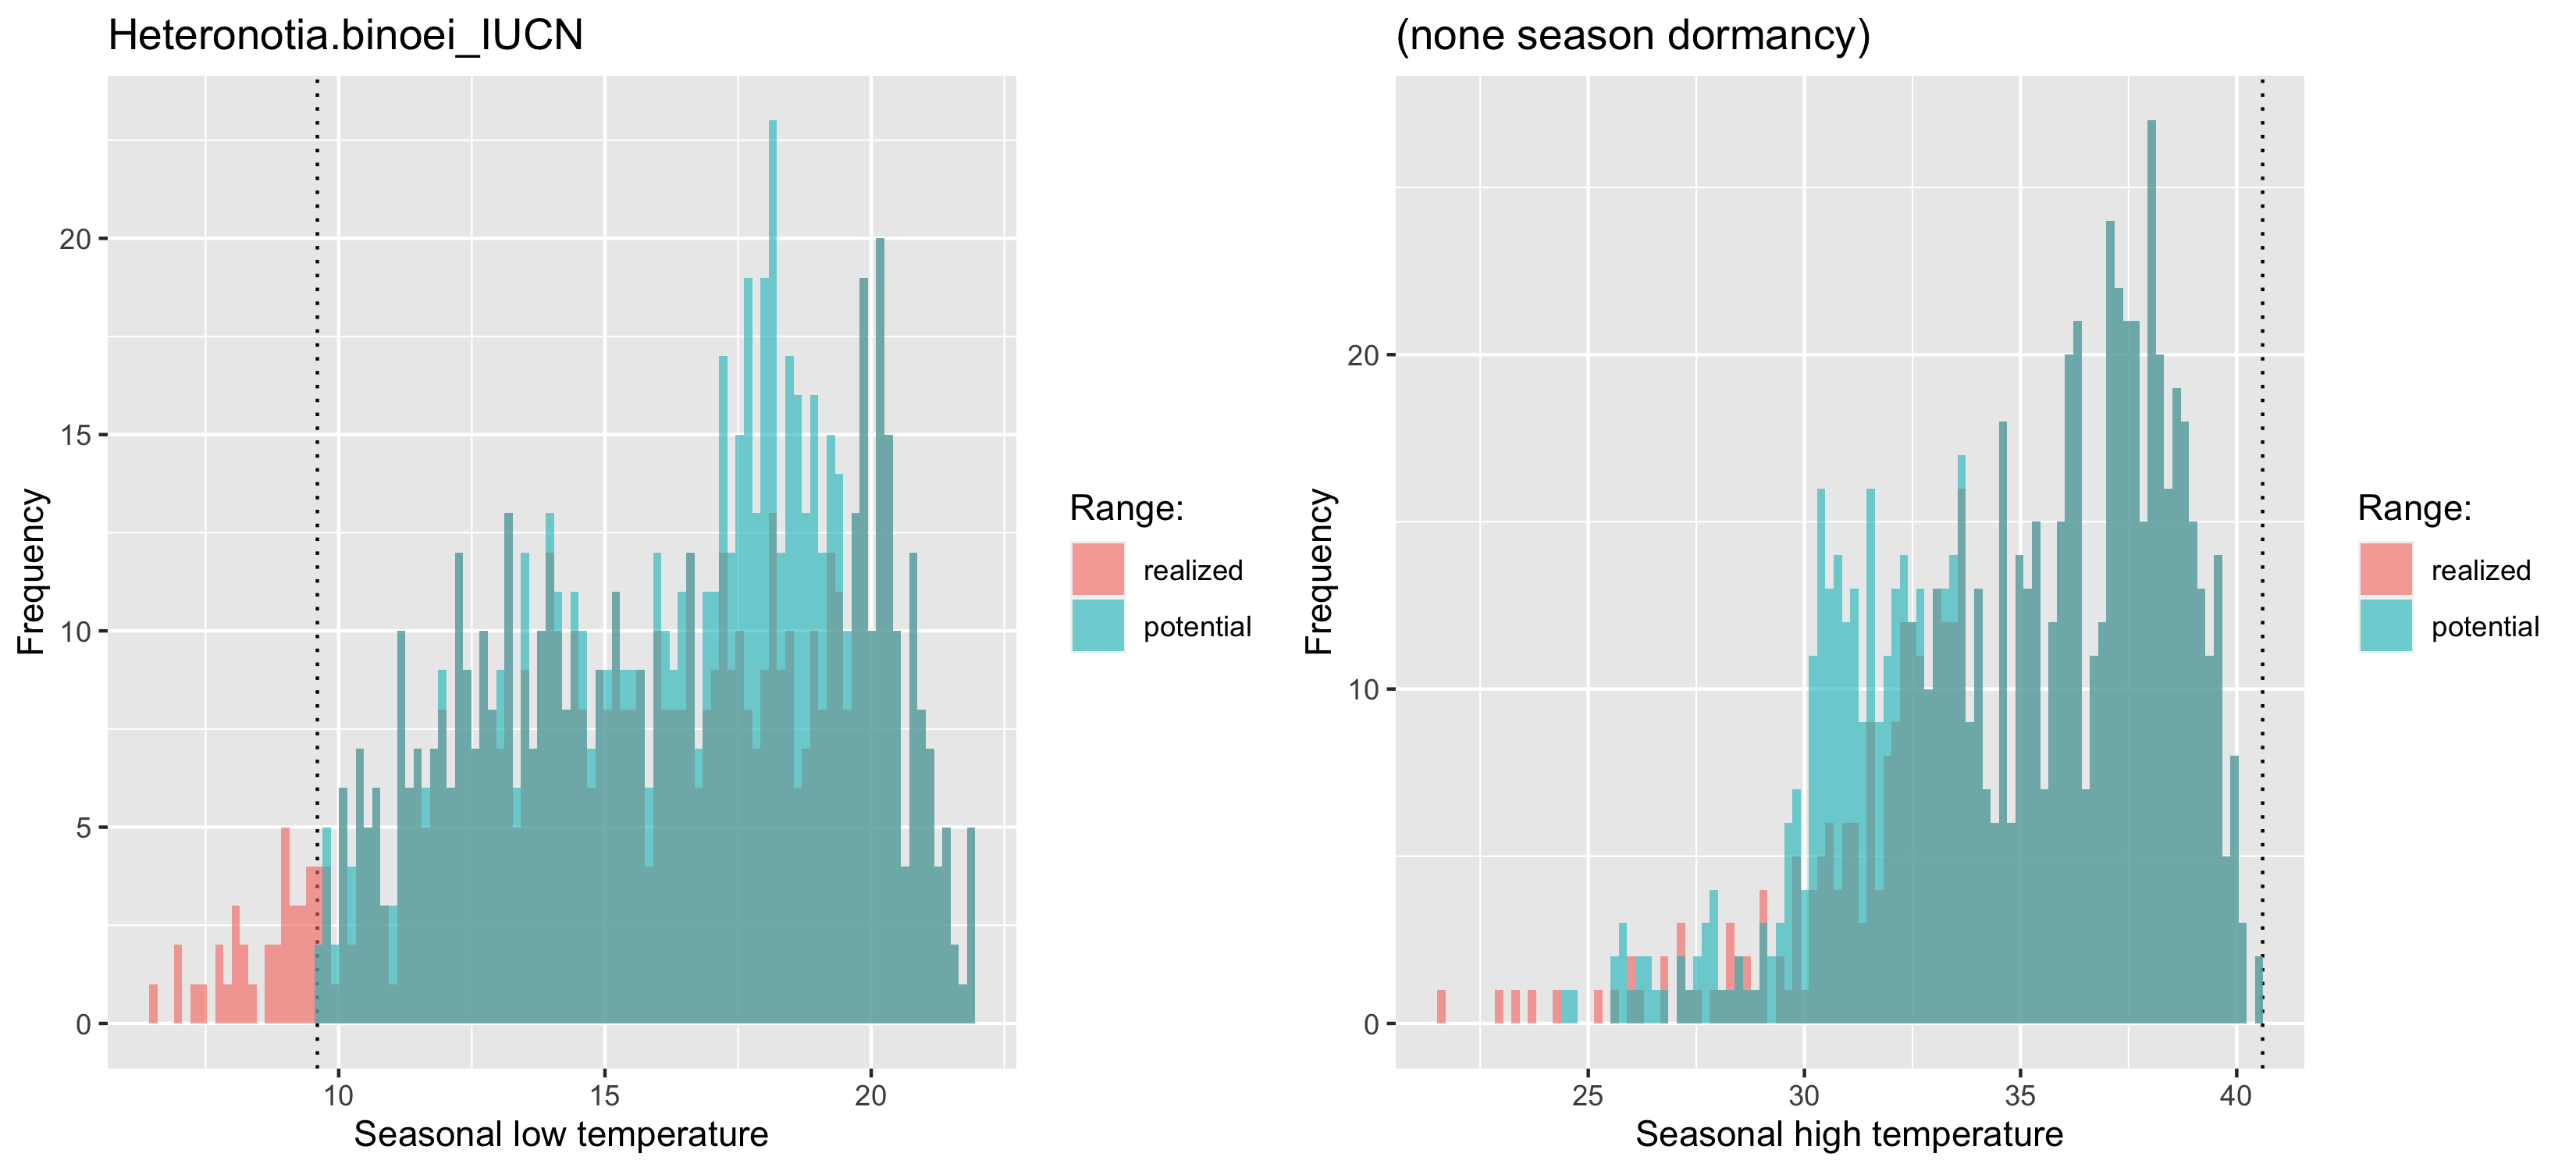 Heteronotia.binoei_IUCN
Frequency
20
15
10
5
0
10
15
20
Seasonal low temperature
Range:
realized
potential
(none season dormancy)
Frequency
20
10
0
25
30
35
40
Seasonal high temperature
Range:
realized
potential